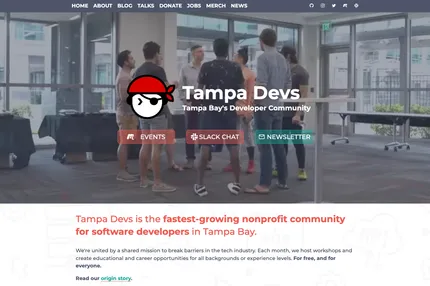 HOME ABOUT BLOG TALKS DONATE JOBS MERCH NEWS
Tampa Devs
Tampa Bay's Developer Community
EVENTS SLACK CHAT NEWSLETTER
Tampa Devs is the fastest-growing nonprofit community
for software developers in Tampa Bay.
We're united by a shared mission to break barriers in the tech industry. Each month, we host workshops and
create educational and career opportunities for all backgrounds or experience levels. For free, and for
everyone.
Read our origin story.